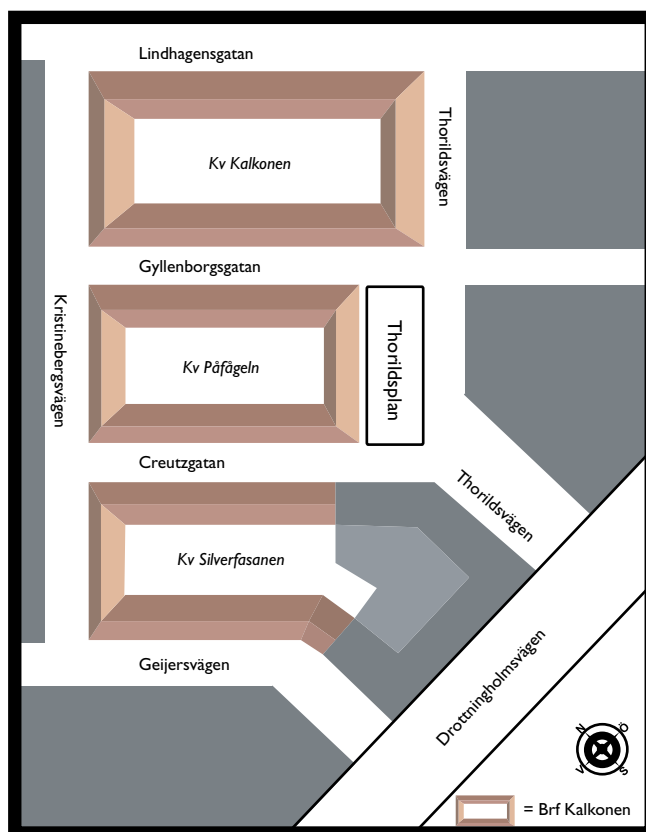 Lindhagensgatan
Thorildsvägen
Kv Kalkonen
Gyllenborgsgatan
Kristinebergsvägen
Kv Påfågeln
Thorildsplan
Creutzgatan
Thorildsvägen
Kv Silverfasanen
Geijersvägen
Drottningholmsvägen
N
Ö
V
S
= Brf Kalkonen